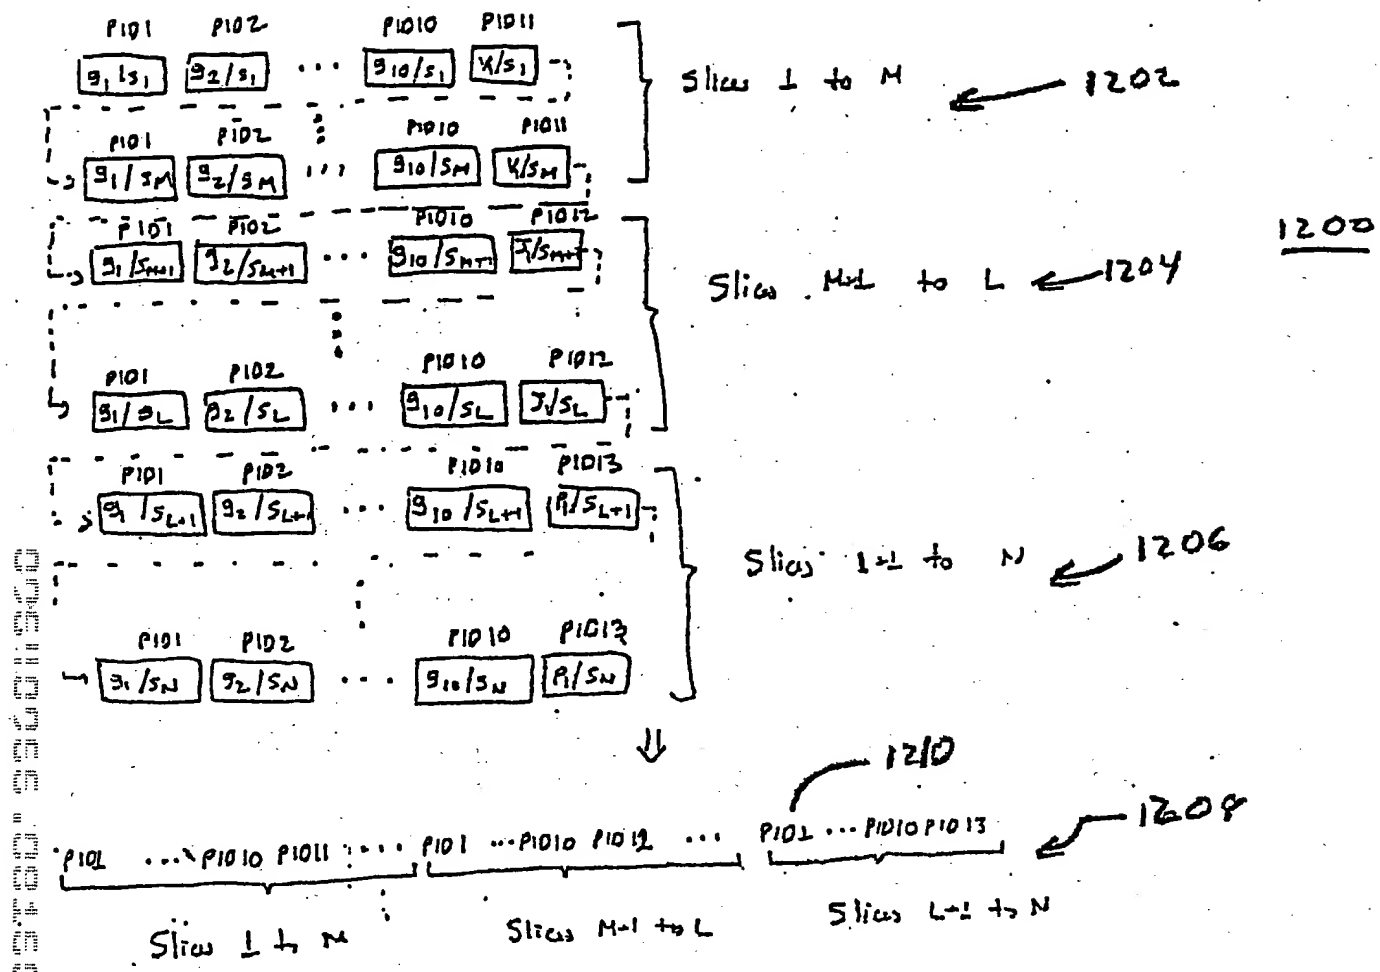 PID1 PID2 PID10 PID11
g1/s1 g2/s1 ... g10/s1 /s1
Slices 1 to M 1202
PID1 PID2 PID10 PID11
g1/sM g2/sM ... g10/sM /sM
PID1 PID2 PID10 PID12
g1/sM+1 g2/sM+1 ... g10/sM+1 /sM+1
Slices M+1 to L 1204
1200
PID1 PID2 PID10 PID12
g1/sL g2/sL ... g10/sL /sL
PID1 PID2 PID10 PID13
g1/sL+1 g2/sL+1 ... g10/sL+1 P1/sL+1
Slices L+1 to N 1206
PID1 PID2 PID10 PID13
g1/sN g2/sN ... g10/sN P1/sN
⇓
1210
1208
PID1 ... PID10 PID11 ... PID1 ... PID10 PID12 ... PID1 ... PID10 PID13
Slices 1 to M Slices M+1 to L Slices L+1 to N